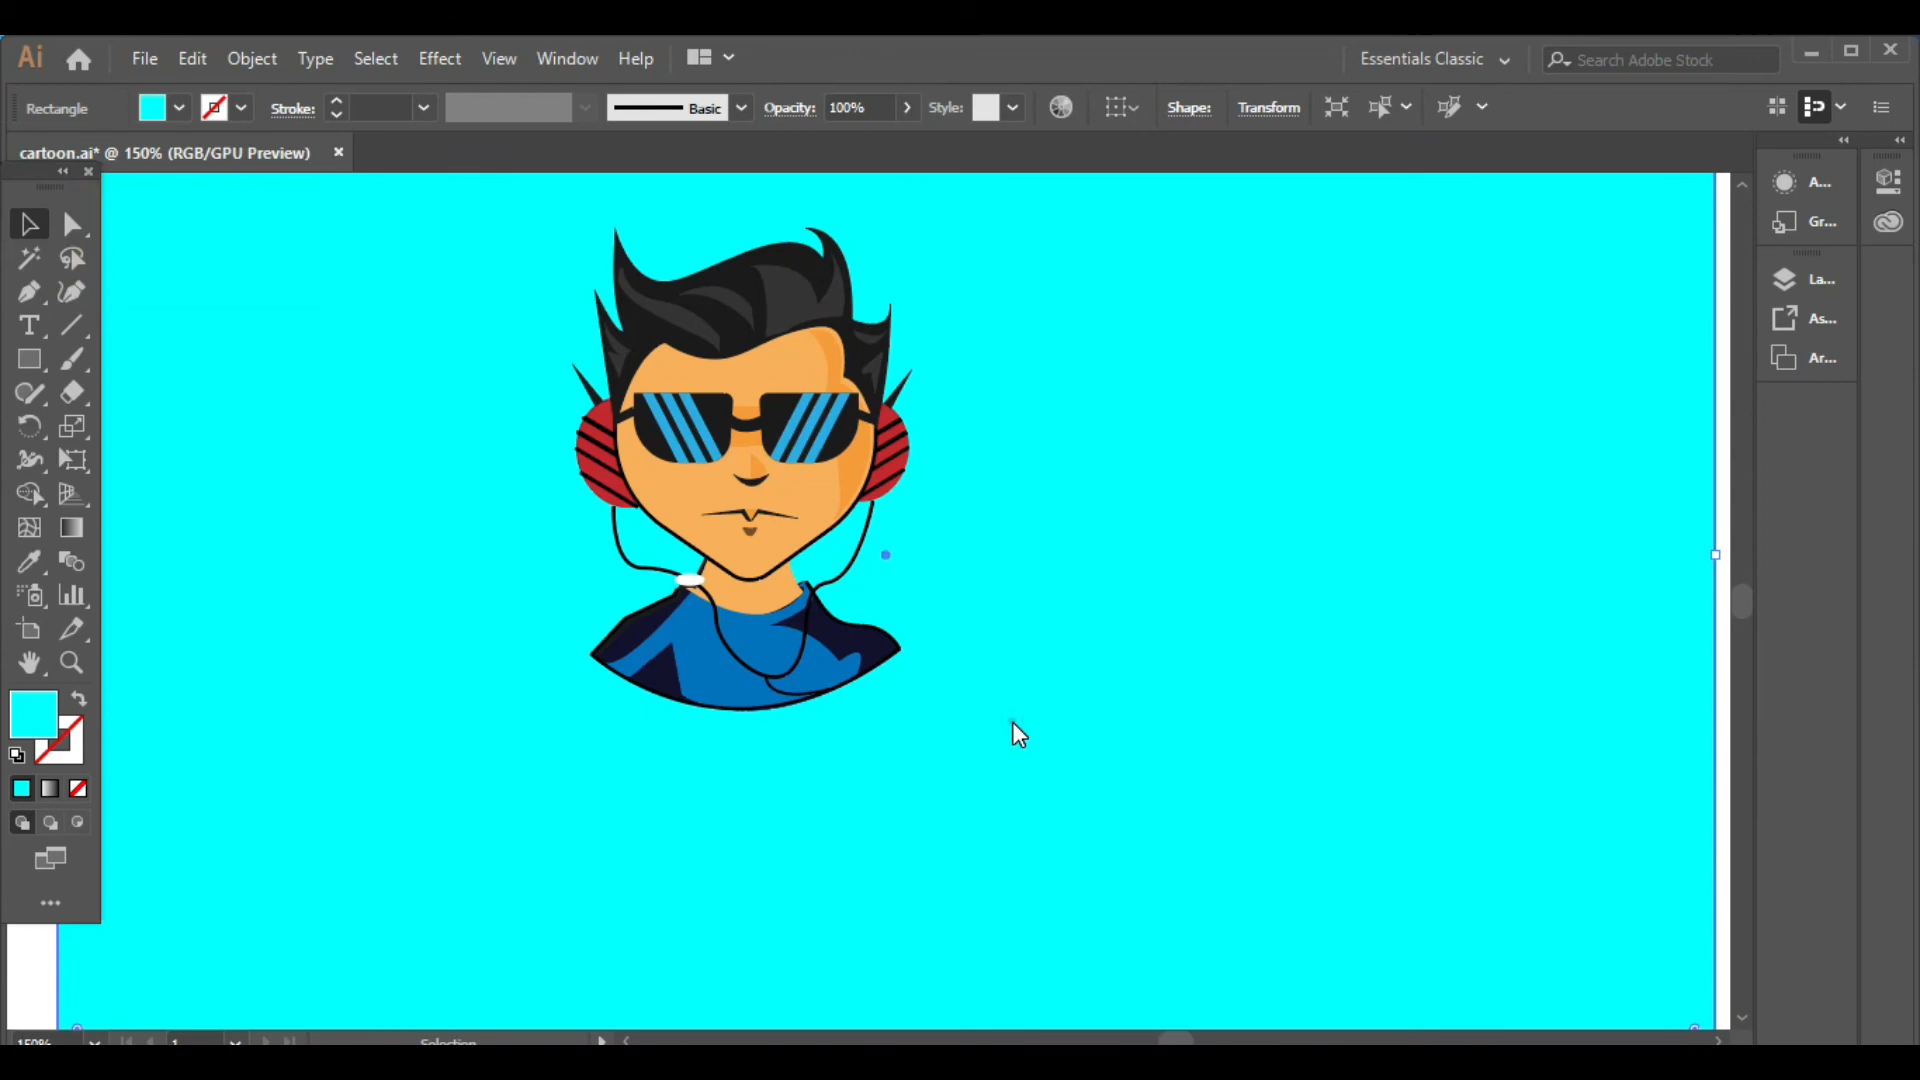 Ai File Edit Object Type Select Effect View Window Help Essentials Classic Search Adobe Stock
Rectangle Stroke: Basic Opacity: 100% Style: Shape: Transform
cartoon.ai* @ 150% (RGB/GPU Preview)
A...
Gr...
La...
As...
Ar...
150% 1 Selection